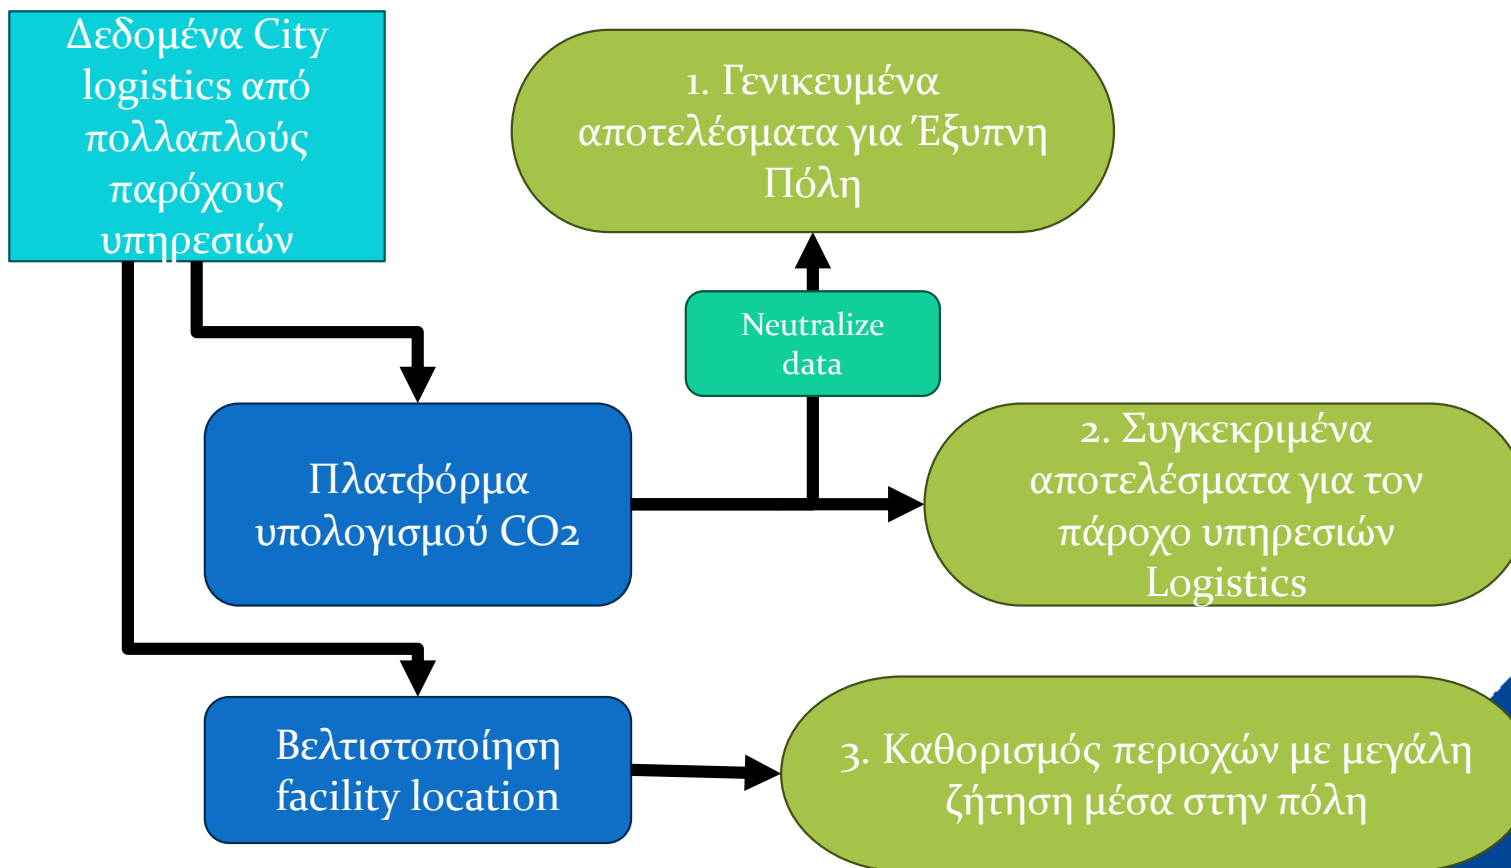 Δεδομένα City
logistics από
πολλαπλούς
παρόχους
υπηρεσιών
1. Γενικευμένα
αποτελέσματα για Έξυπνη
Πόλη
Neutralize
data
Πλατφόρμα
υπολογισμού CO2
2. Συγκεκριμένα
αποτελέσματα για τον
πάροχο υπηρεσιών
Logistics
Βελτιστοποίηση
facility location
3. Καθορισμός περιοχών με μεγάλη
ζήτηση μέσα στην πόλη